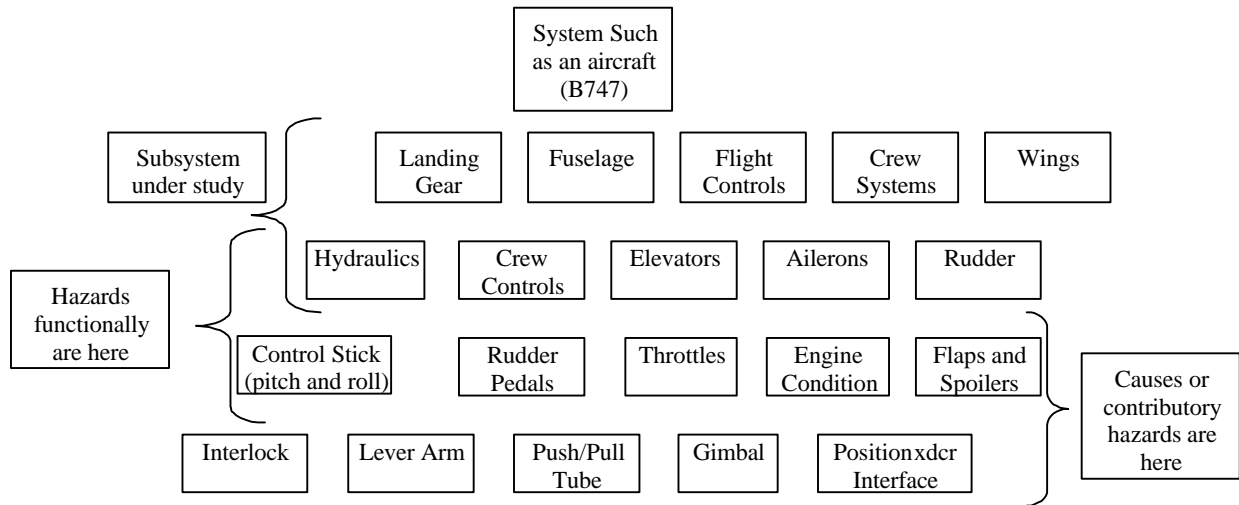 System Such
as an aircraft
(B747)
Subsystem
under study
Landing
Gear
Fuselage
Flight
Controls
Crew
Systems
Wings
Hydraulics
Crew
Controls
Elevators
Ailerons
Rudder
Hazards
functionally
are here
Control Stick
(pitch and roll)
Rudder
Pedals
Throttles
Engine
Condition
Flaps and
Spoilers
Causes or
contributory
hazards are
here
Interlock
Lever Arm
Push/Pull
Tube
Gimbal
Positionxdcr
Interface